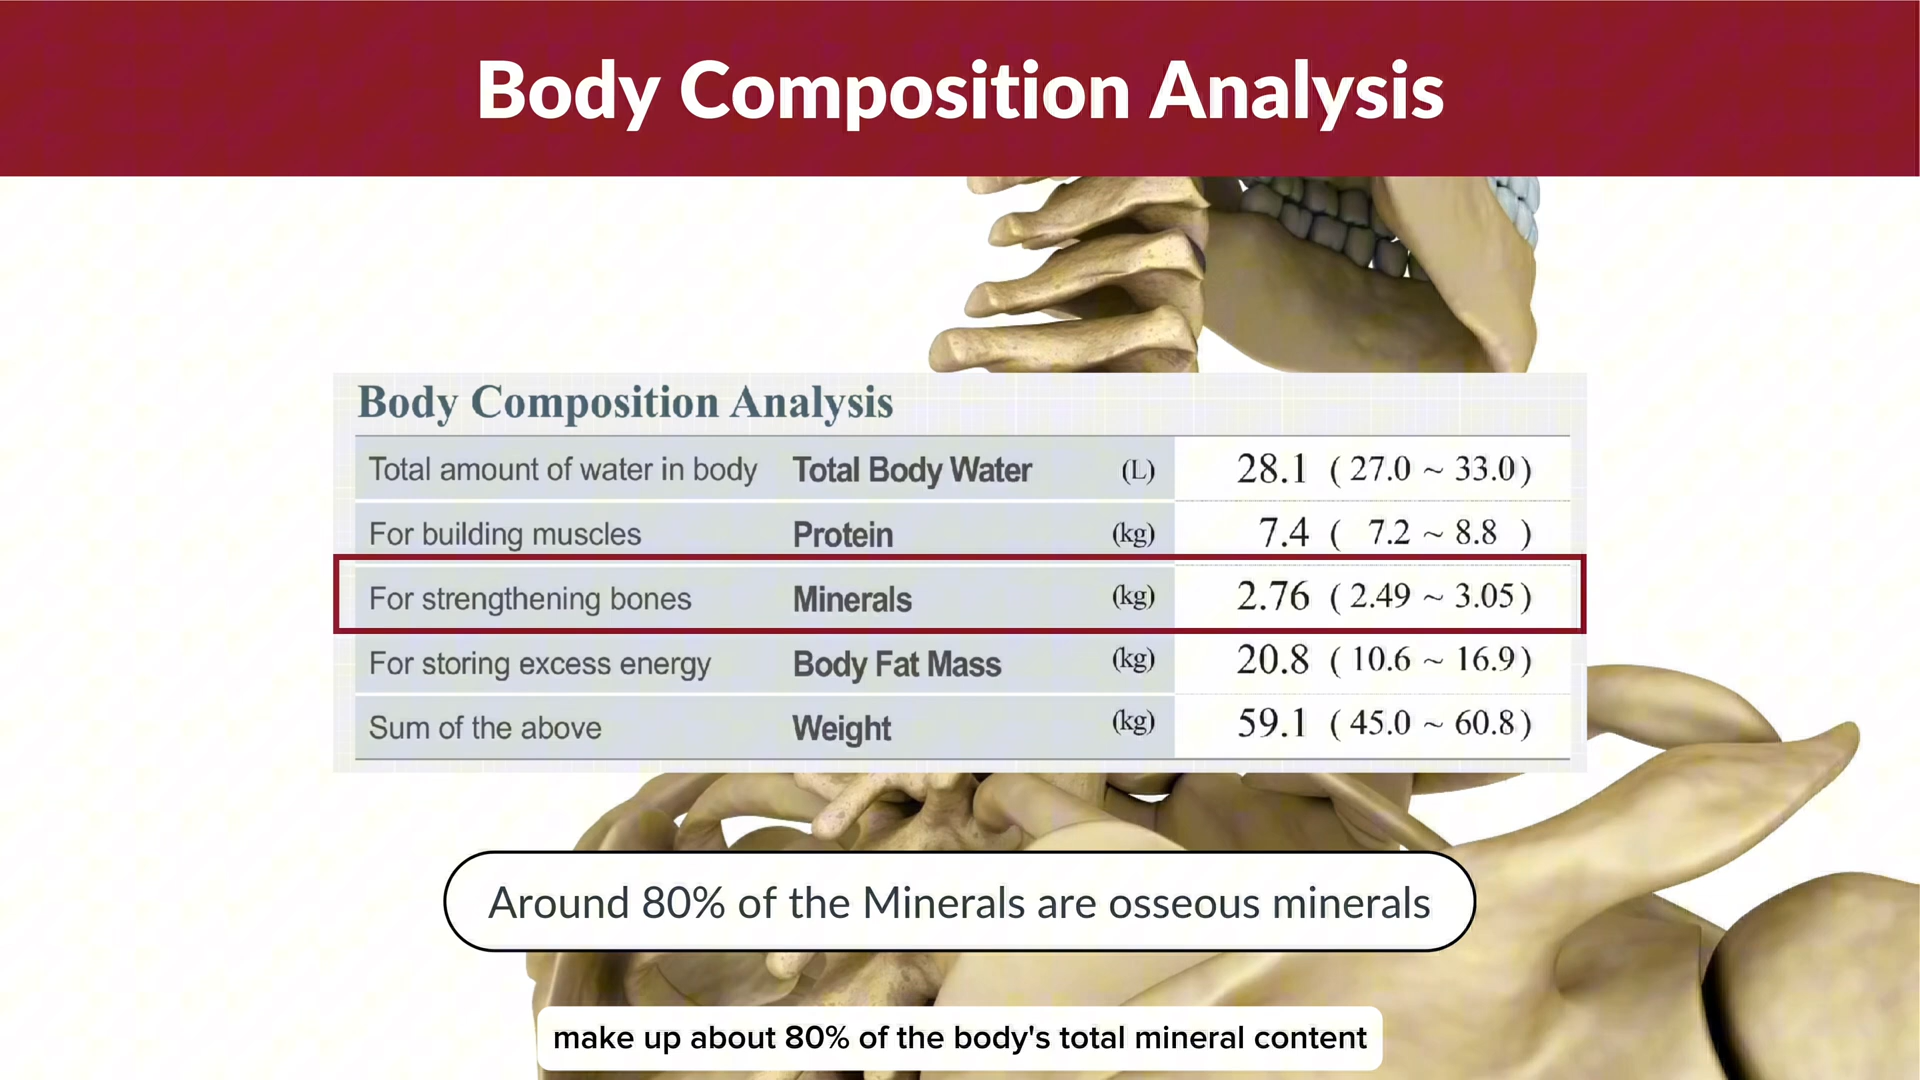 Body Composition Analysis
Body Composition Analysis
Total amount of water in body Total Body Water (L) 28.1 ( 27.0 ~ 33.0 )
For building muscles Protein (kg) 7.4 ( 7.2 ~ 8.8 )
For strengthening bones Minerals (kg) 2.76 ( 2.49 ~ 3.05 )
For storing excess energy Body Fat Mass (kg) 20.8 ( 10.6 ~ 16.9 )
Sum of the above Weight (kg) 59.1 ( 45.0 ~ 60.8 )
Around 80% of the Minerals are osseous minerals
make up about 80% of the body's total mineral content